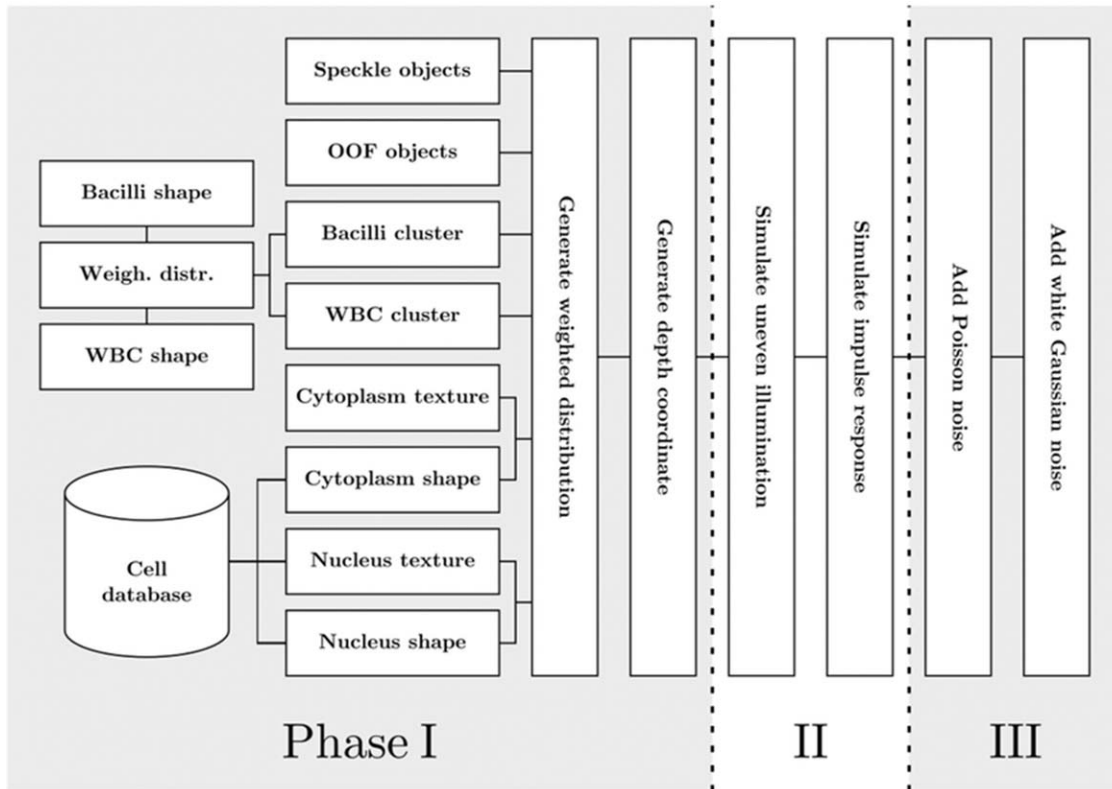 Speckle objects
OOF objects
Bacilli shape
Bacilli cluster
Weigh. distr.
WBC cluster
WBC shape
Cytoplasm texture
Cytoplasm shape
Nucleus texture
Cell
database
Nucleus shape
Generate weighted distribution
Generate depth coordinate
Simulate uneven illumination
Simulate impulse response
Add Poisson noise
Add white Gaussian noise
Phase I
II
III